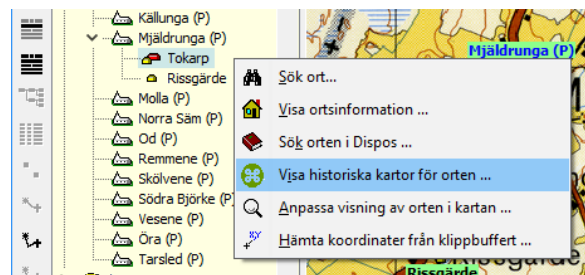 Källunga (P)
Mjäldrunga (P)
Tokarp
Rissgärde
Molla (P)
Norra Säm (P)
Od (P)
Remmene (P)
Skölvene (P)
Södra Björke (P)
Vesene (P)
Öra (P)
Tarsled (P)
Mjäldrunga (P)
Sök ort...
Visa ortsinformation ...
Sök orten i Dispos ...
Visa historiska kartor för orten ...
Anpassa visning av orten i kartan ...
Hämta koordinater från klippbuffert ...
Rissgärde